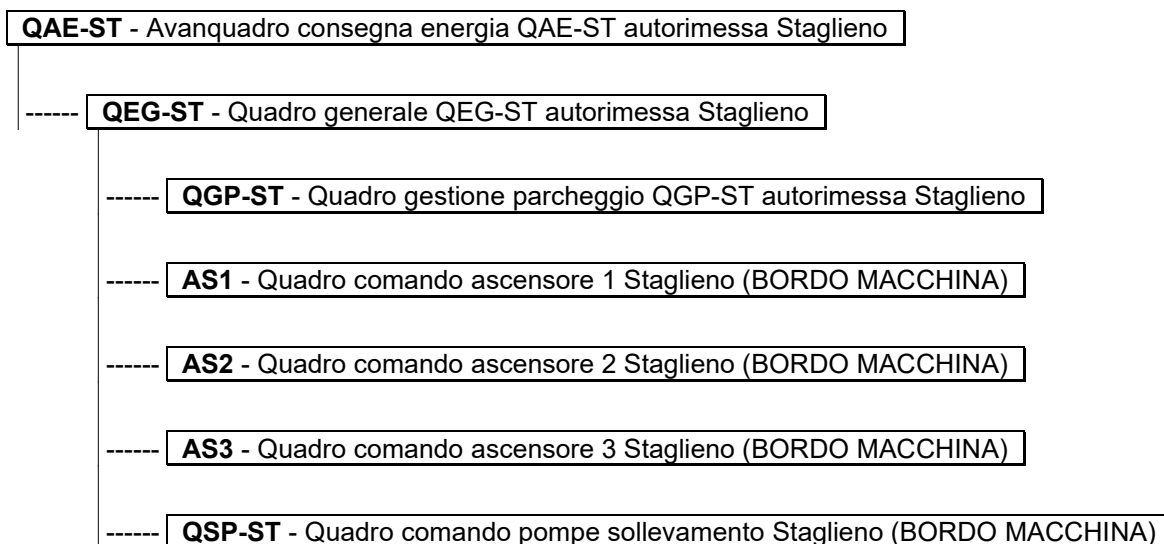 QAE-ST - Avanquadro consegna energia QAE-ST autorimessa Staglieno
------ QEG-ST - Quadro generale QEG-ST autorimessa Staglieno
------ QGP-ST - Quadro gestione parcheggio QGP-ST autorimessa Staglieno
------ AS1 - Quadro comando ascensore 1 Staglieno (BORDO MACCHINA)
------ AS2 - Quadro comando ascensore 2 Staglieno (BORDO MACCHINA)
------ AS3 - Quadro comando ascensore 3 Staglieno (BORDO MACCHINA)
------ QSP-ST - Quadro comando pompe sollevamento Staglieno (BORDO MACCHINA)